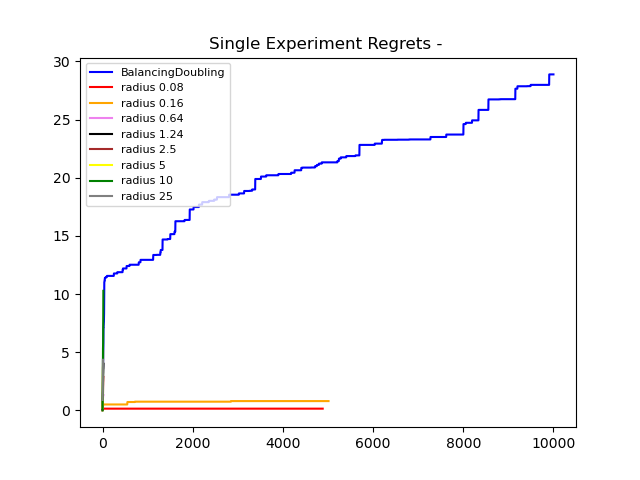 Single Experiment Regrets -
BalancingDoubling
radius 0.08
radius 0.16
radius 0.64
radius 1.24
radius 2.5
radius 5
radius 10
radius 25
30
25
20
15
10
5
0
0 2000 4000 6000 8000 10000